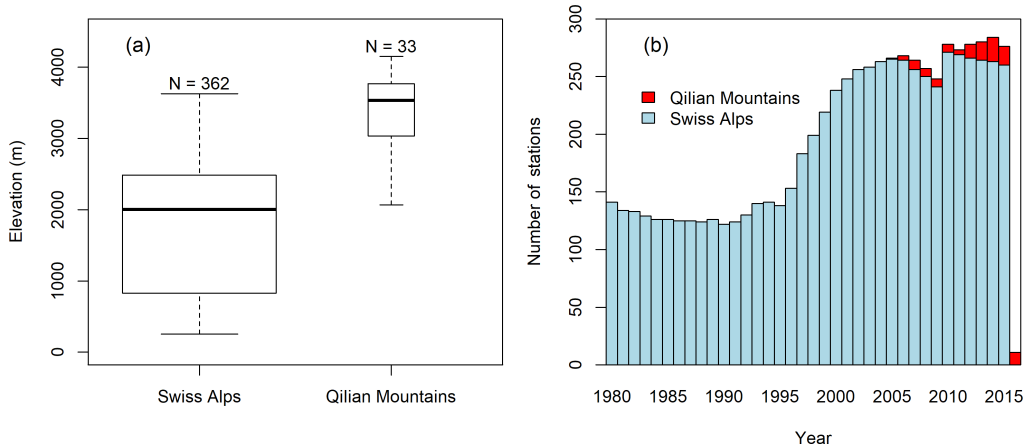 (a)
N = 362
N = 33
Elevation (m)
0
1000
2000
3000
4000
Swiss Alps
Qilian Mountains
(b)
Qilian Mountains
Swiss Alps
Number of stations
0
50
100
150
200
250
300
1980 1985 1990 1995 2000 2005 2010 2015
Year